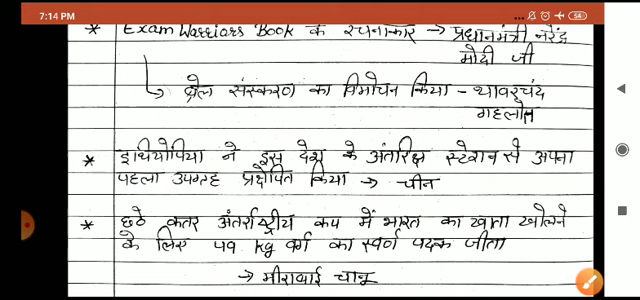 7:14 PM
58
* Exam Warriors Book के रचनाकार → प्रधानमंत्री नरेंद्र
मोदी जी
↳ ब्रेल संस्करण का विमोचन किया - थावरचंद
गहलोत
* इथियोपिया ने इस देश के अंतरिक्ष स्टेशन से अपना
पहला उपग्रह प्रक्षेपित किया → चीन
* छठे कतर अंतर्राष्ट्रीय कप में भारत का खाता खोलने
के लिए 49 kg वर्ग का स्वर्ण पदक जीता
→ मीराबाई चानू